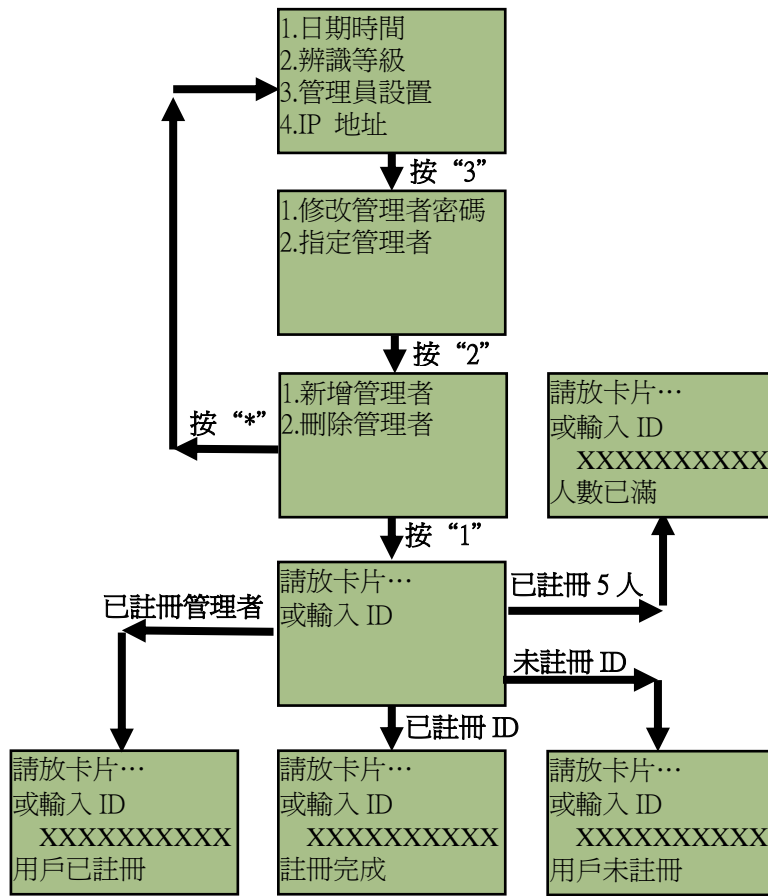 1.日期時間
2.辨識等級
3.管理員設置
4.IP 地址
按“3”
1.修改管理者密碼
2.指定管理者
按“2”
1.新增管理者
2.刪除管理者
按“*”
請放卡片…
或輸入 ID
XXXXXXXXXX
人數已滿
按“1”
請放卡片…
或輸入 ID
已註冊 5 人
已註冊管理者
未註冊 ID
已註冊 ID
請放卡片…
或輸入 ID
XXXXXXXXXX
用戶已註冊
請放卡片…
或輸入 ID
XXXXXXXXXX
註冊完成
請放卡片…
或輸入 ID
XXXXXXXXXX
用戶未註冊